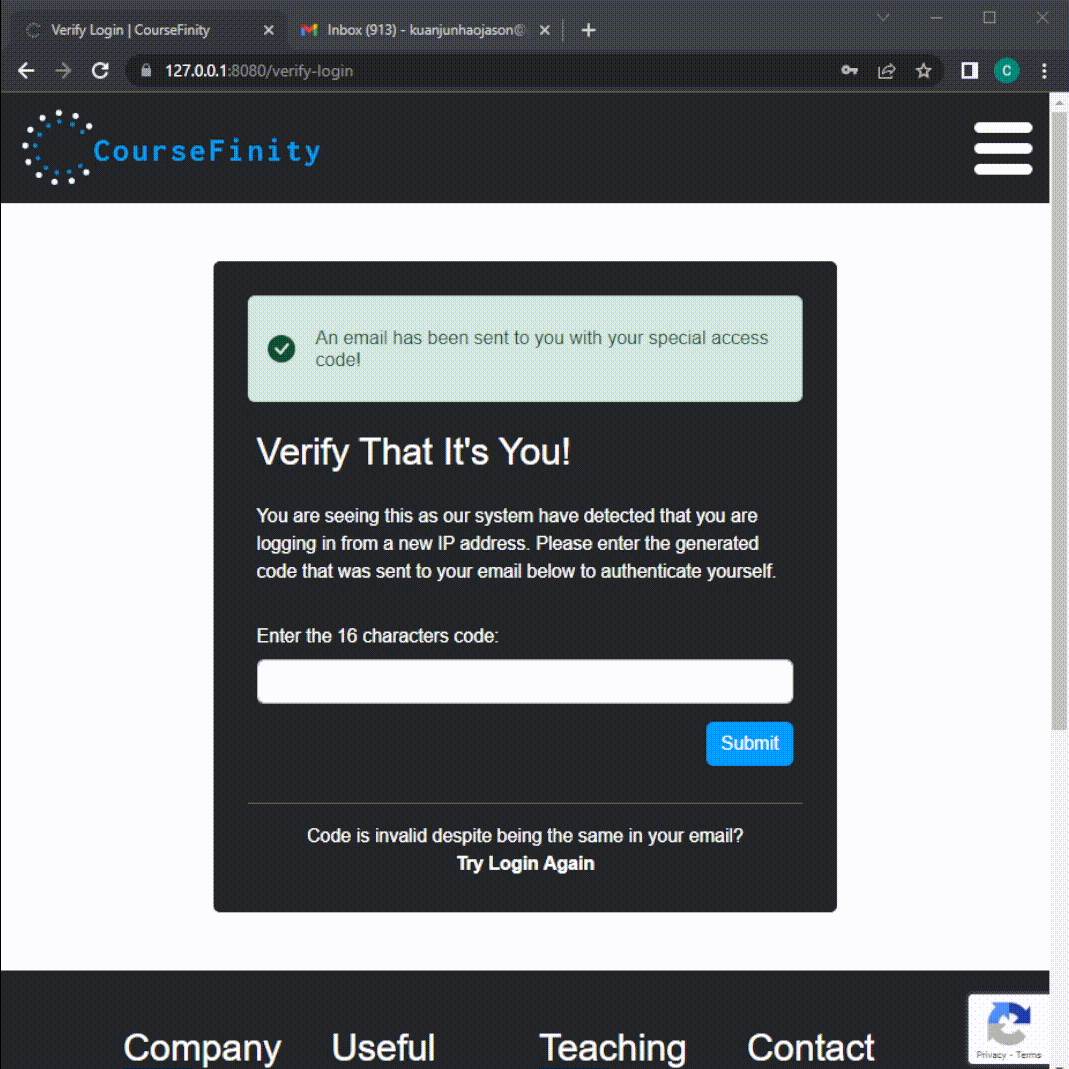 Verify Login | CourseFinity
Inbox (913) - kuanjunhaojason@
127.0.0.1:8080/verify-login
C
CourseFinity
An email has been sent to you with your special access
code!
Verify That It's You!
You are seeing this as our system have detected that you are
logging in from a new IP address. Please enter the generated
code that was sent to your email below to authenticate yourself.
Enter the 16 characters code:
Submit
Code is invalid despite being the same in your email?
Try Login Again
Company Useful Teaching Contact
Privacy - Terms